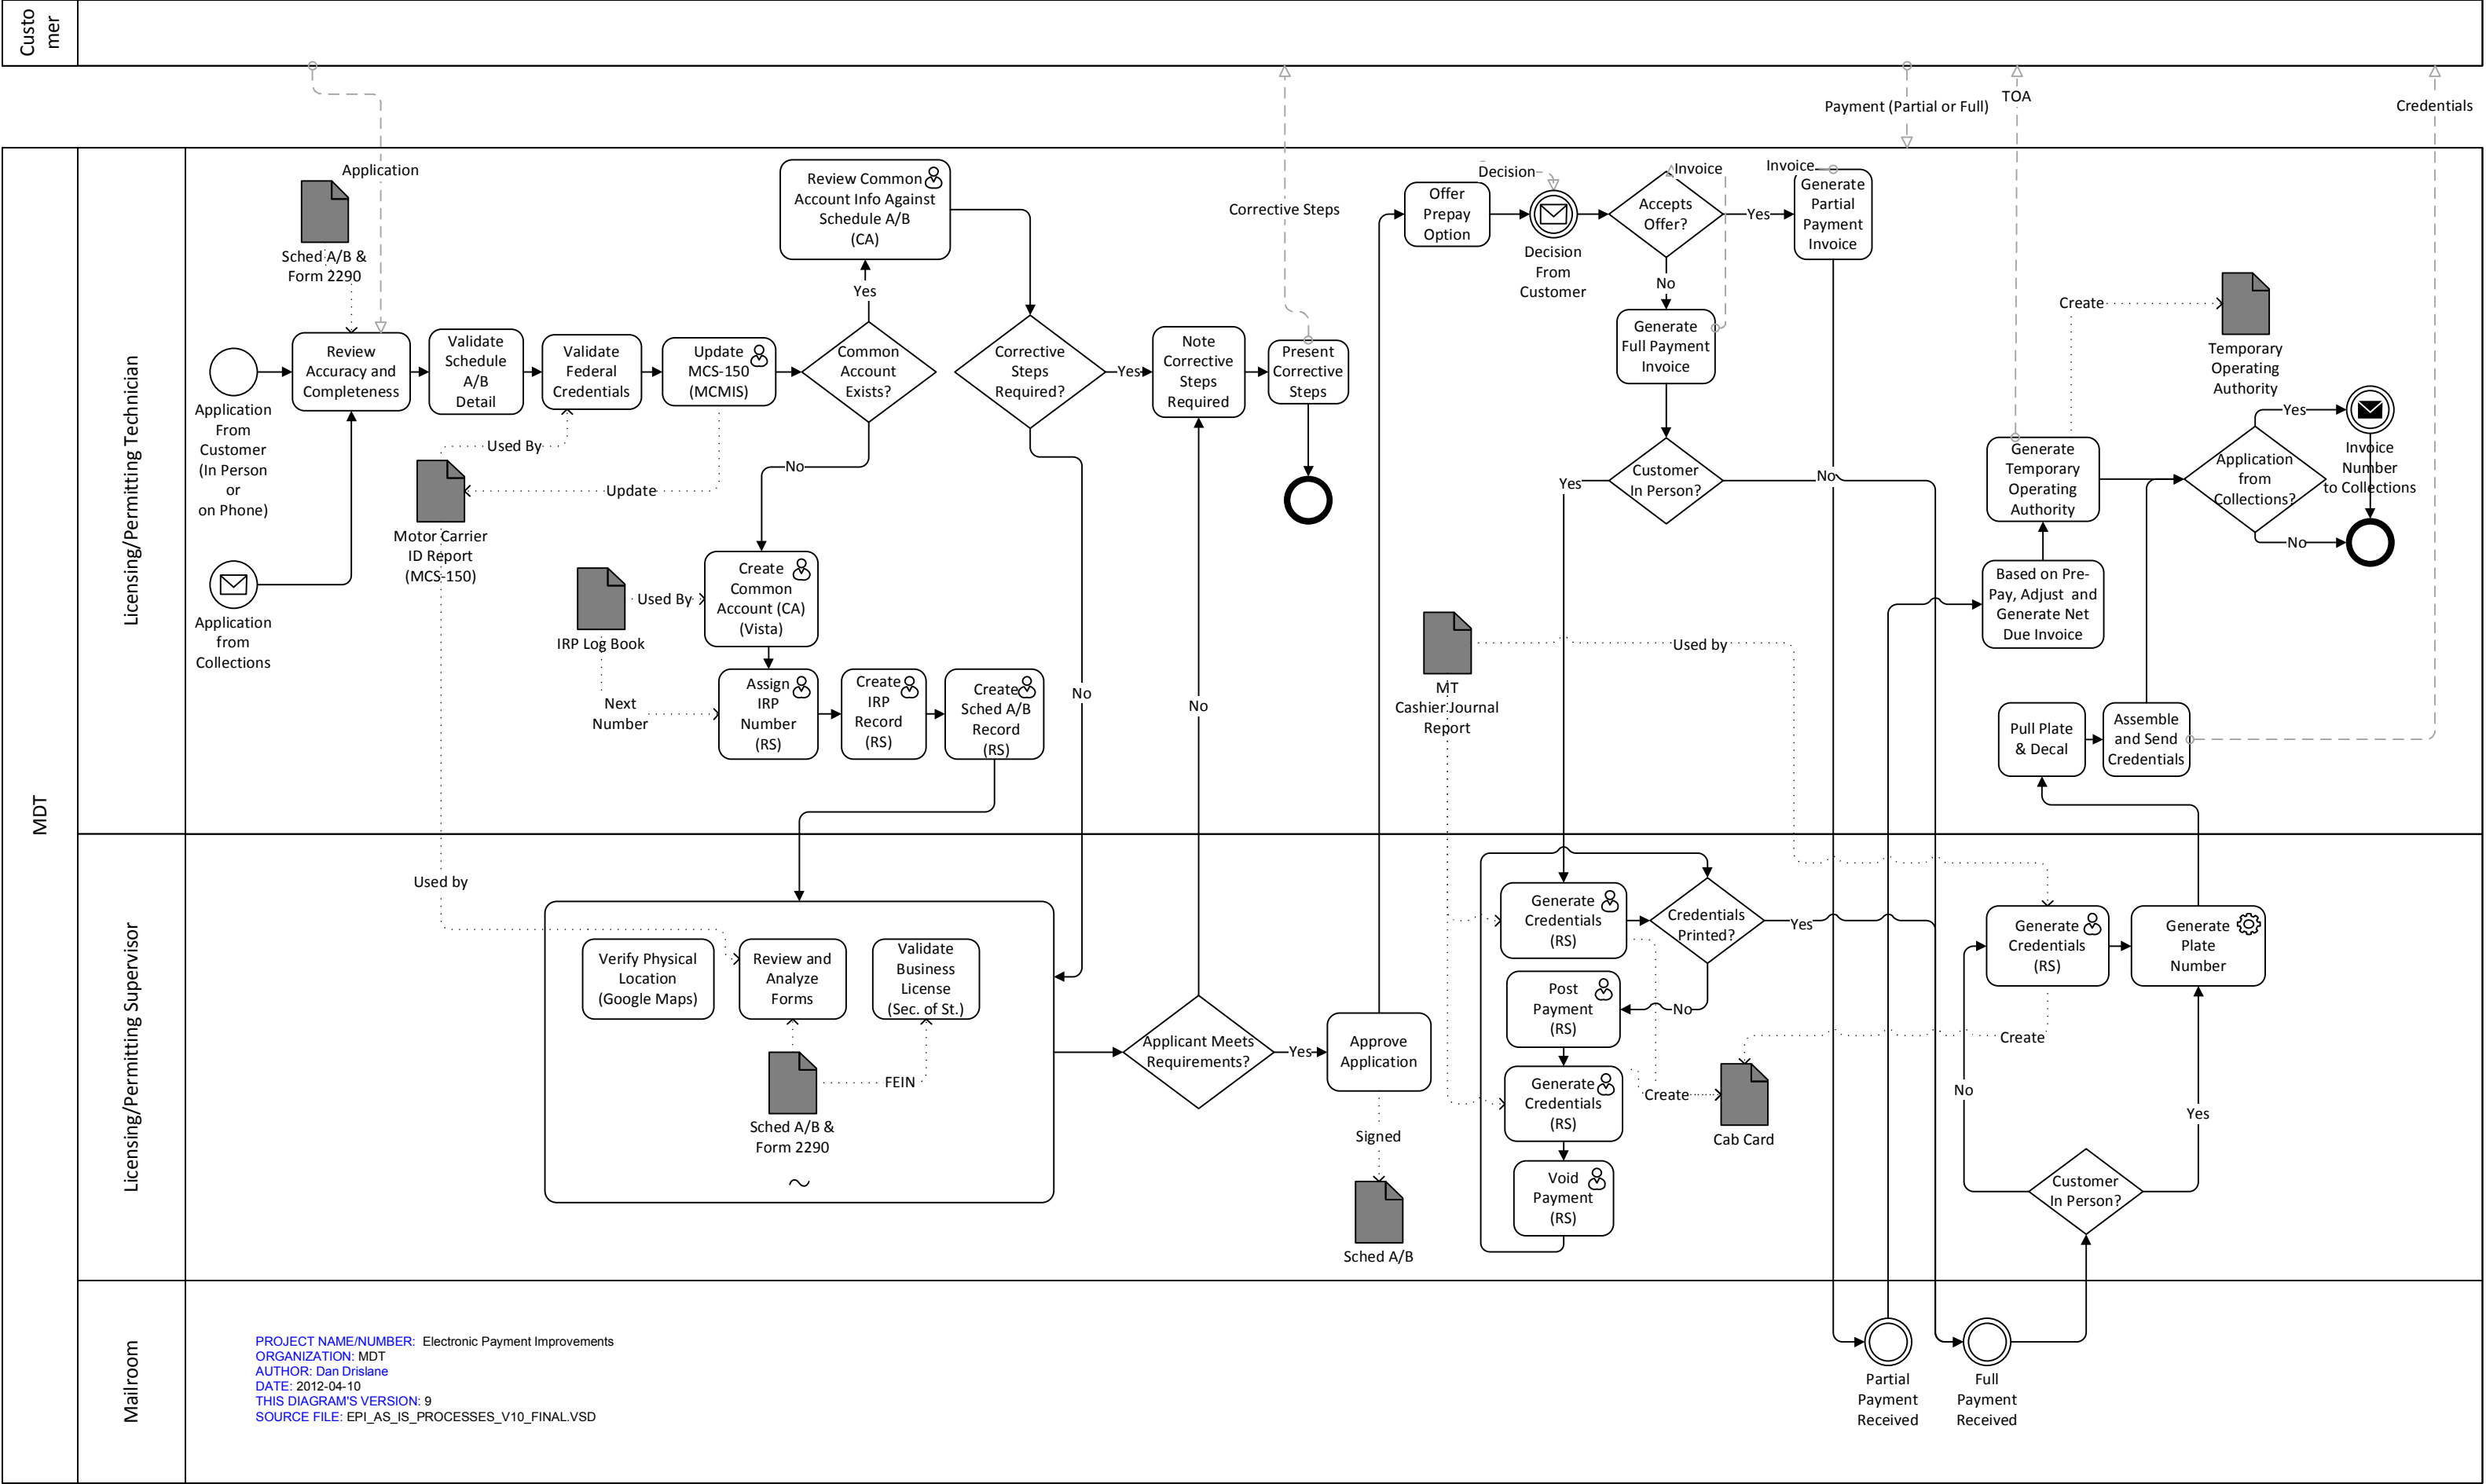 Custo
mer
MDT
Licensing/Permitting Technician
Licensing/Permitting Supervisor
Mailroom
Application
Corrective Steps
Payment (Partial or Full)
TOA
Credentials
Sched A/B &
Form 2290
Application
From
Customer
(In Person
or
on Phone)
Application
from
Collections
Review
Accuracy and
Completeness
Validate
Schedule
A/B
Detail
Validate
Federal
Credentials
Update
MCS-150
(MCMIS)
Used By
Update
Motor Carrier
ID Report
(MCS-150)
Used by
Common
Account
Exists?
Yes
No
Review Common
Account Info Against
Schedule A/B
(CA)
Corrective
Steps
Required?
Yes
No
Note
Corrective
Steps
Required
Present
Corrective
Steps
IRP Log Book
Used By
Next
Number
Create
Common
Account (CA)
(Vista)
Assign
IRP
Number
(RS)
Create
IRP
Record
(RS)
Create
Sched A/B
Record
(RS)
No
Offer
Prepay
Option
Decision
Decision
From
Customer
Accepts
Offer?
Invoice
Yes
No
Invoice
Generate
Partial
Payment
Invoice
Generate
Full Payment
Invoice
Customer
In Person?
Yes
No
MT
Cashier Journal
Report
Used by
Create
Temporary
Operating
Authority
Generate
Temporary
Operating
Authority
Based on Pre-
Pay, Adjust and
Generate Net
Due Invoice
Application
from
Collections?
Yes
No
Invoice
Number
to Collections
Pull Plate
& Decal
Assemble
and Send
Credentials
Verify Physical
Location
(Google Maps)
Review and
Analyze
Forms
Validate
Business
License
(Sec. of St.)
Sched A/B &
Form 2290
FEIN
Applicant Meets
Requirements?
Yes
Approve
Application
Signed
Sched A/B
Generate
Credentials
(RS)
Credentials
Printed?
Yes
No
Post
Payment
(RS)
Generate
Credentials
(RS)
Void
Payment
(RS)
Create
Cab Card
Generate
Credentials
(RS)
Generate
Plate
Number
Create
No
Yes
Customer
In Person?
Partial
Payment
Received
Full
Payment
Received
PROJECT NAME/NUMBER: Electronic Payment Improvements
ORGANIZATION: MDT
AUTHOR: Dan Drislane
DATE: 2012-04-10
THIS DIAGRAM'S VERSION: 9
SOURCE FILE: EPI_AS_IS_PROCESSES_V10_FINAL.VSD